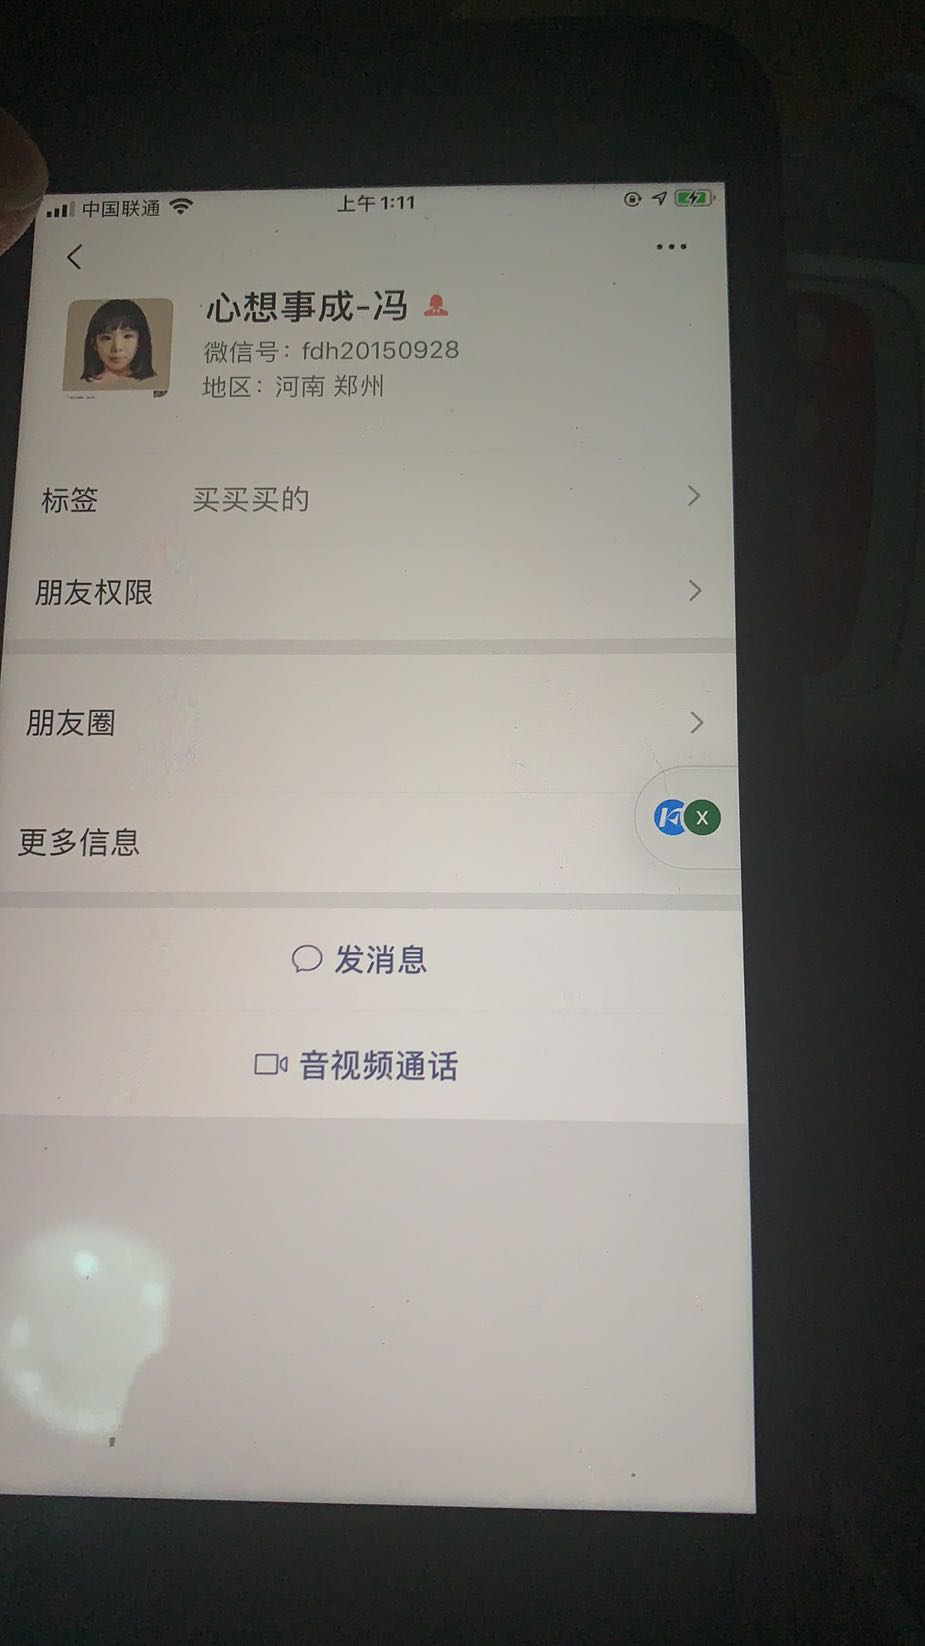 中国联通
上午 1:11
心想事成-冯
微信号：fdh20150928
地区：河南 郑州
标签 买买买的
朋友权限
朋友圈
更多信息
X
发消息
音视频通话